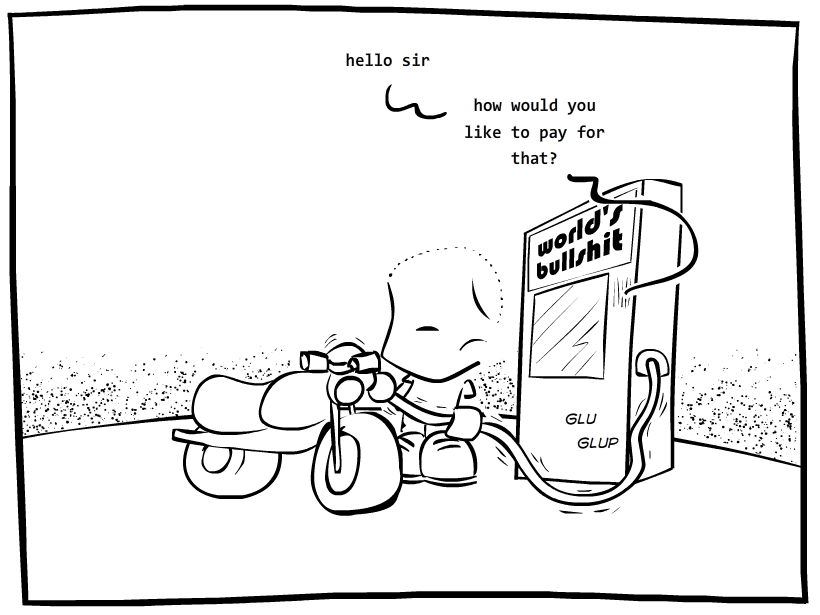 hello sir
how would you
like to pay for
that?
world's
bullshit
GLU
GLUP